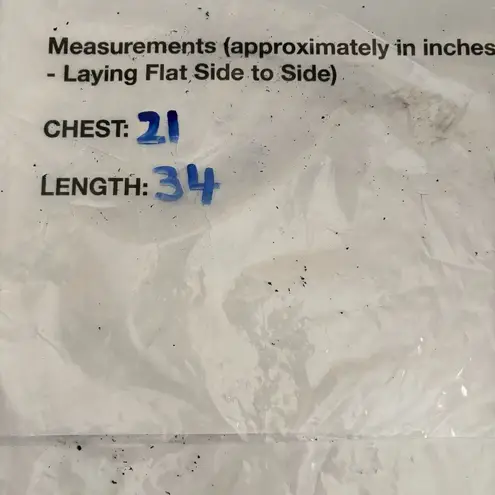 Measurements (approximately in inches
- Laying Flat Side to Side)
CHEST: 21
LENGTH: 34